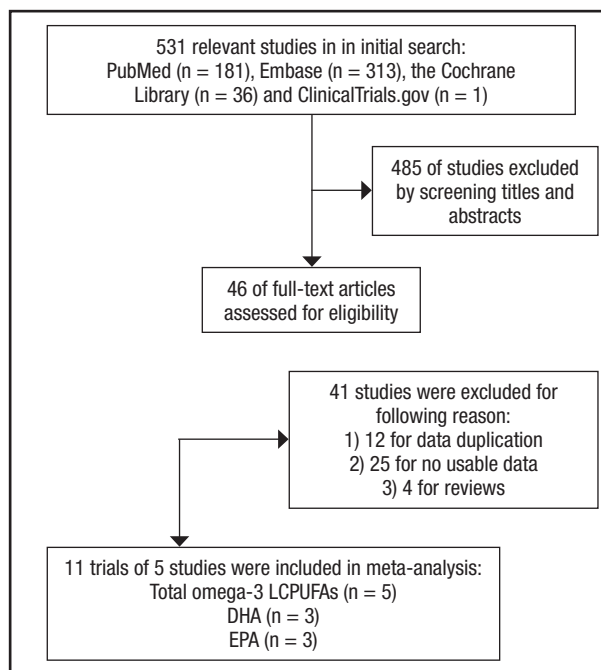 531 relevant studies in in initial search:
PubMed (n = 181), Embase (n = 313), the Cochrane
Library (n = 36) and ClinicalTrials.gov (n = 1)
485 of studies excluded
by screening titles and
abstracts
46 of full-text articles
assessed for eligibility
41 studies were excluded for
following reason:
1) 12 for data duplication
2) 25 for no usable data
3) 4 for reviews
11 trials of 5 studies were included in meta-analysis:
Total omega-3 LCPUFAs (n = 5)
DHA (n = 3)
EPA (n = 3)